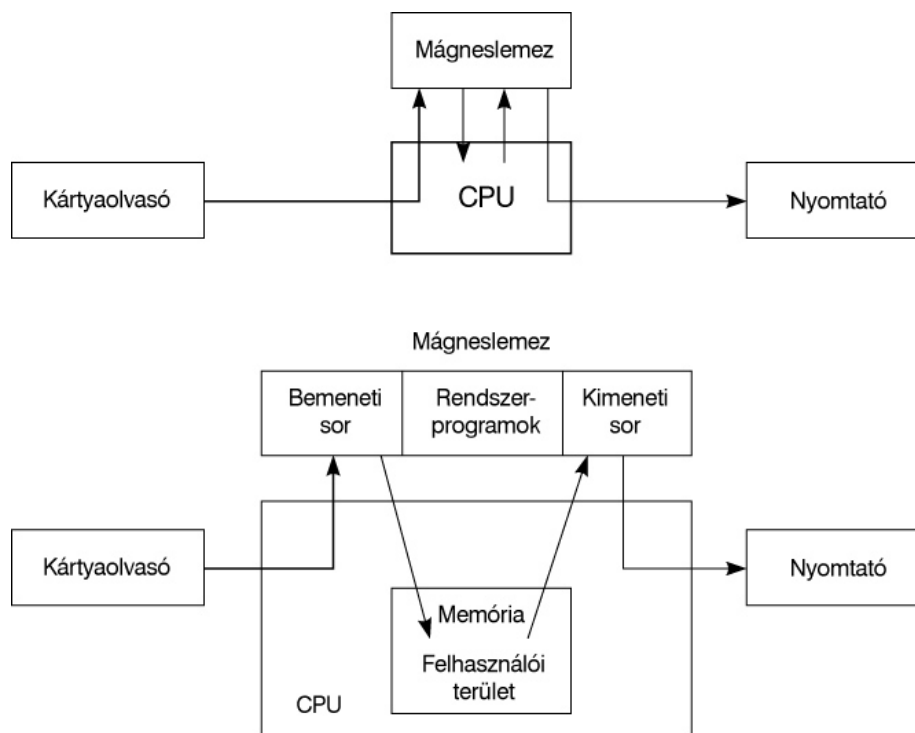 Mágneslemez
Kártyaolvasó
CPU
Nyomtató
Mágneslemez
Bemeneti
sor
Rendszer-
programok
Kimeneti
sor
Kártyaolvasó
Nyomtató
Memória
Felhasználói
terület
CPU